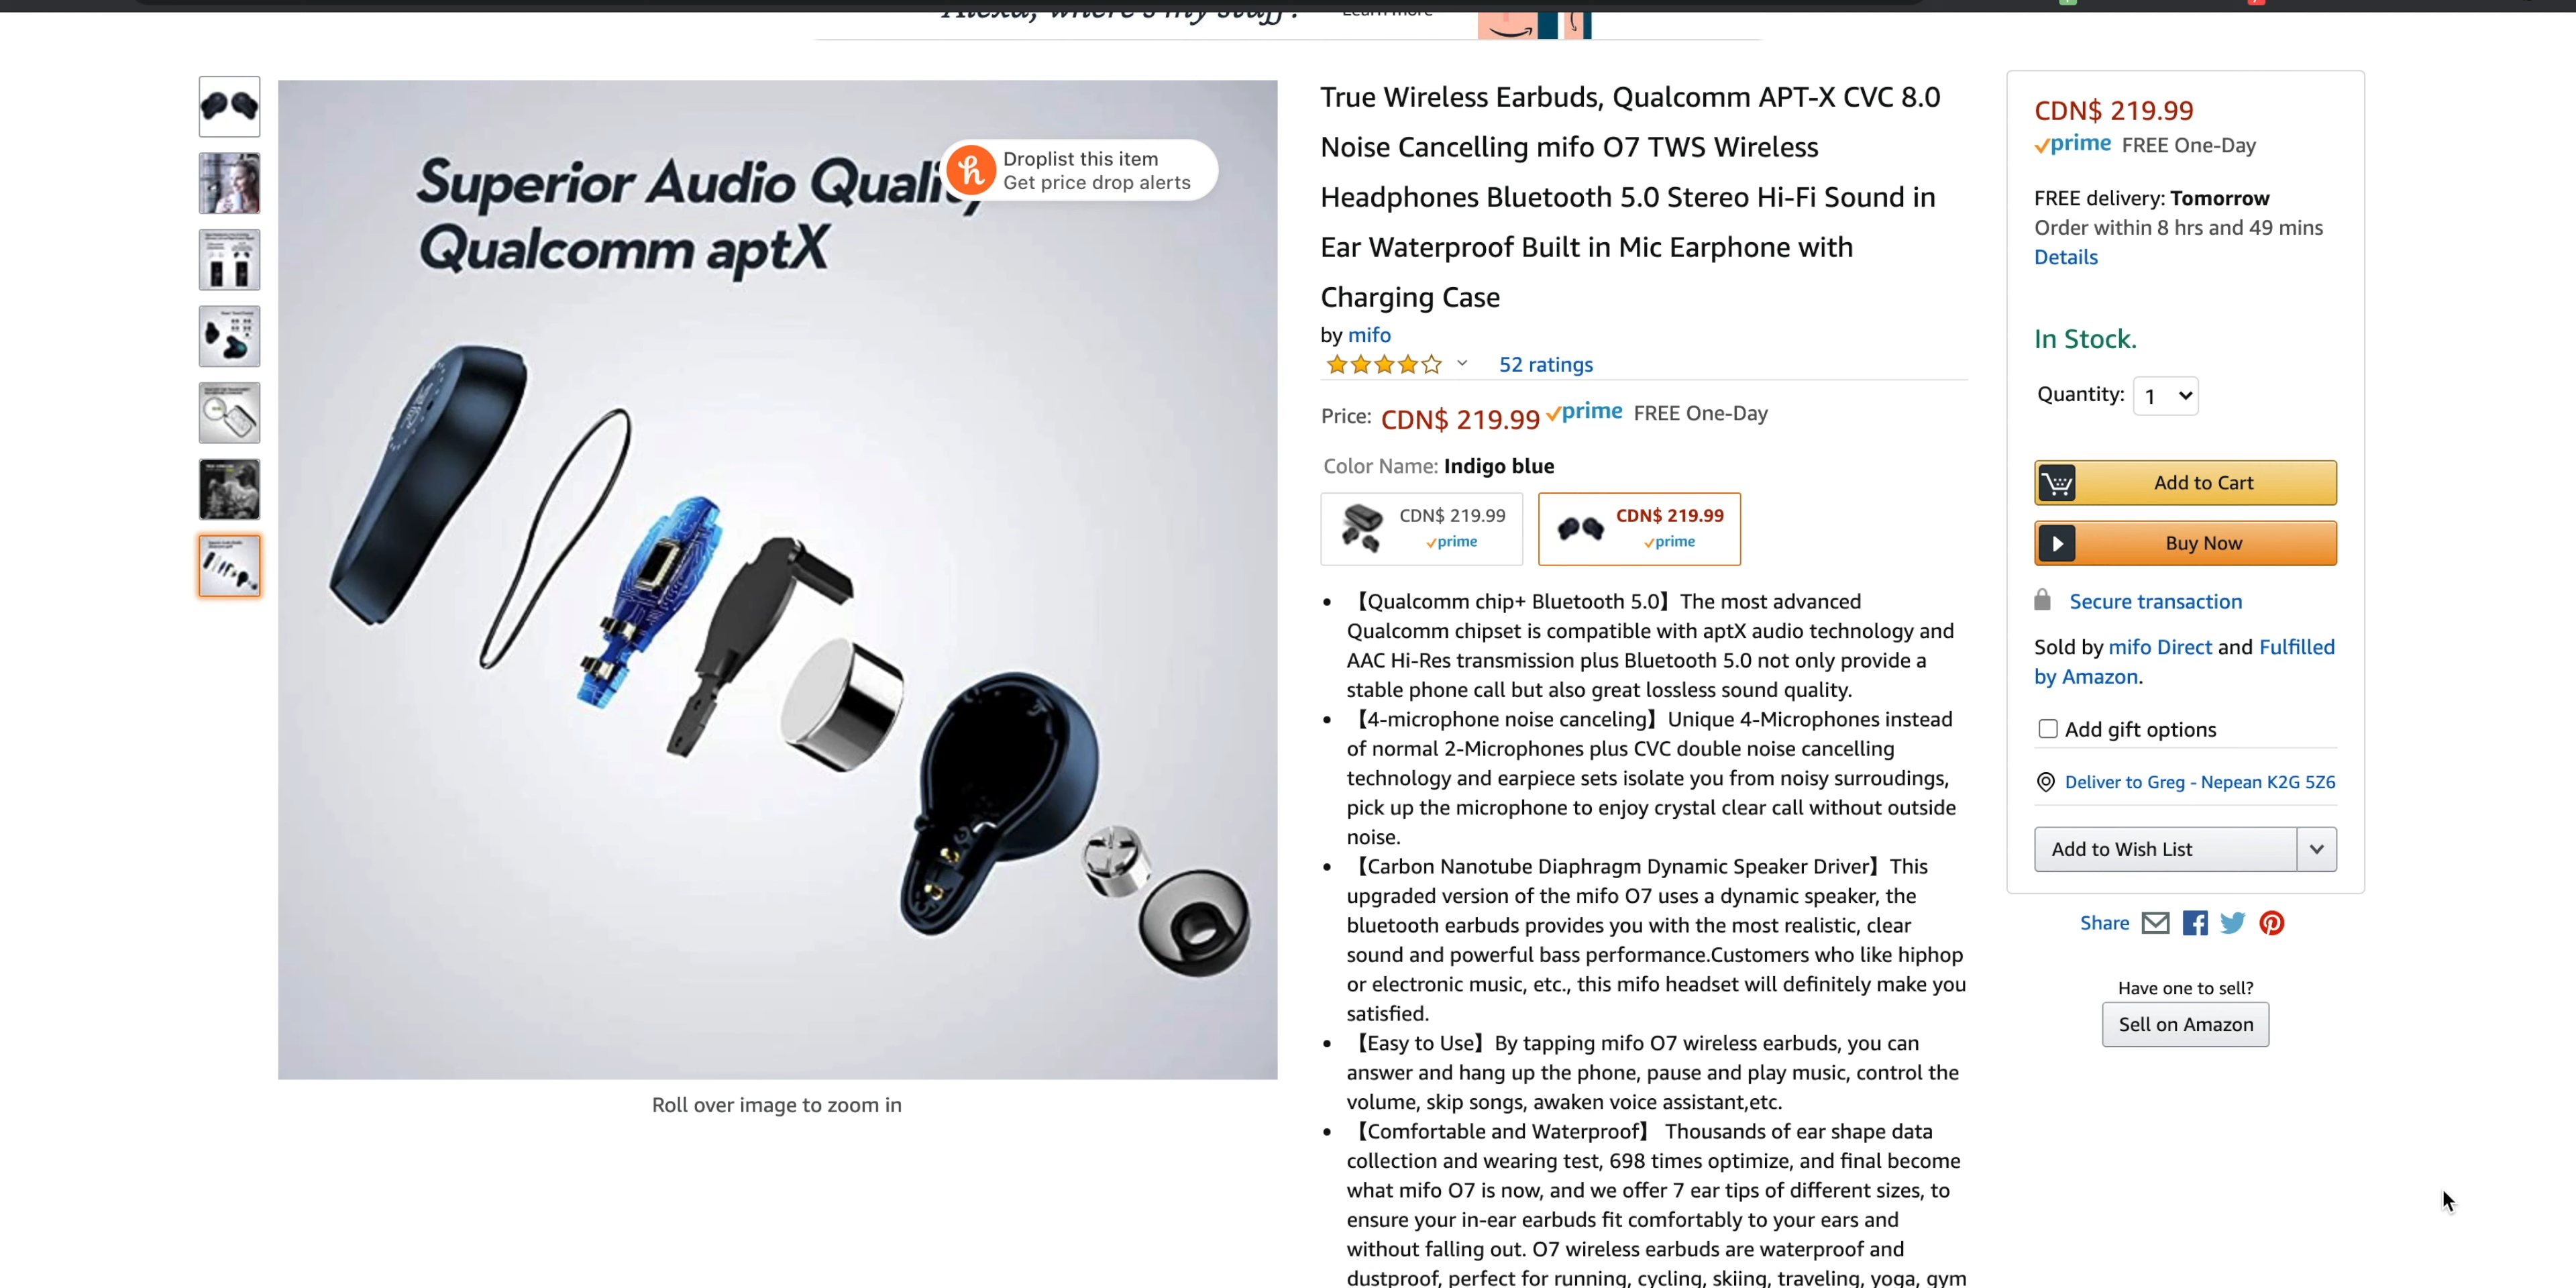 Alexa, where's my stuff? Learn more
Superior Audio
Qualcomm aptX
Droplist this item
Get price drop alerts
Roll over image to zoom in
True Wireless Earbuds, Qualcomm APT-X CVC 8.0
Noise Cancelling mifo O7 TWS Wireless
Headphones Bluetooth 5.0 Stereo Hi-Fi Sound in
Ear Waterproof Built in Mic Earphone with
Charging Case
by mifo
52 ratings
Price: CDN$ 219.99 prime FREE One-Day
Color Name: Indigo blue
CDN$ 219.99
prime
CDN$ 219.99
prime
• 【Qualcomm chip+ Bluetooth 5.0】The most advanced
Qualcomm chipset is compatible with aptX audio technology and
AAC Hi-Res transmission plus Bluetooth 5.0 not only provide a
stable phone call but also great lossless sound quality.
• 【4-microphone noise canceling】Unique 4-Microphones instead
of normal 2-Microphones plus CVC double noise cancelling
technology and earpiece sets isolate you from noisy surroudings,
pick up the microphone to enjoy crystal clear call without outside
noise.
• 【Carbon Nanotube Diaphragm Dynamic Speaker Driver】This
upgraded version of the mifo O7 uses a dynamic speaker, the
bluetooth earbuds provides you with the most realistic, clear
sound and powerful bass performance.Customers who like hiphop
or electronic music, etc., this mifo headset will definitely make you
satisfied.
• 【Easy to Use】By tapping mifo O7 wireless earbuds, you can
answer and hang up the phone, pause and play music, control the
volume, skip songs, awaken voice assistant,etc.
• 【Comfortable and Waterproof】 Thousands of ear shape data
collection and wearing test, 698 times optimize, and final become
what mifo O7 is now, and we offer 7 ear tips of different sizes, to
ensure your in-ear earbuds fit comfortably to your ears and
without falling out. O7 wireless earbuds are waterproof and
dustproof, perfect for running, cycling, skiing, traveling, yoga, gym
CDN$ 219.99
prime FREE One-Day
FREE delivery: Tomorrow
Order within 8 hrs and 49 mins
Details
In Stock.
Quantity: 1
Add to Cart
Buy Now
Secure transaction
Sold by mifo Direct and Fulfilled
by Amazon.
Add gift options
Deliver to Greg - Nepean K2G 5Z6
Add to Wish List
Share
Have one to sell?
Sell on Amazon